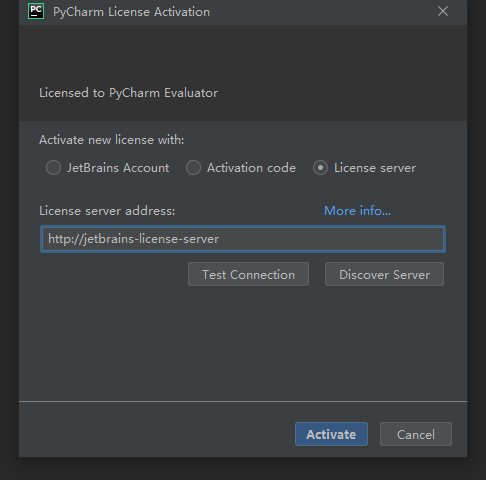 PC PyCharm License Activation
Licensed to PyCharm Evaluator
Activate new license with:
JetBrains Account Activation code License server
License server address: More info...
http://jetbrains-license-server
Test Connection Discover Server
Activate Cancel